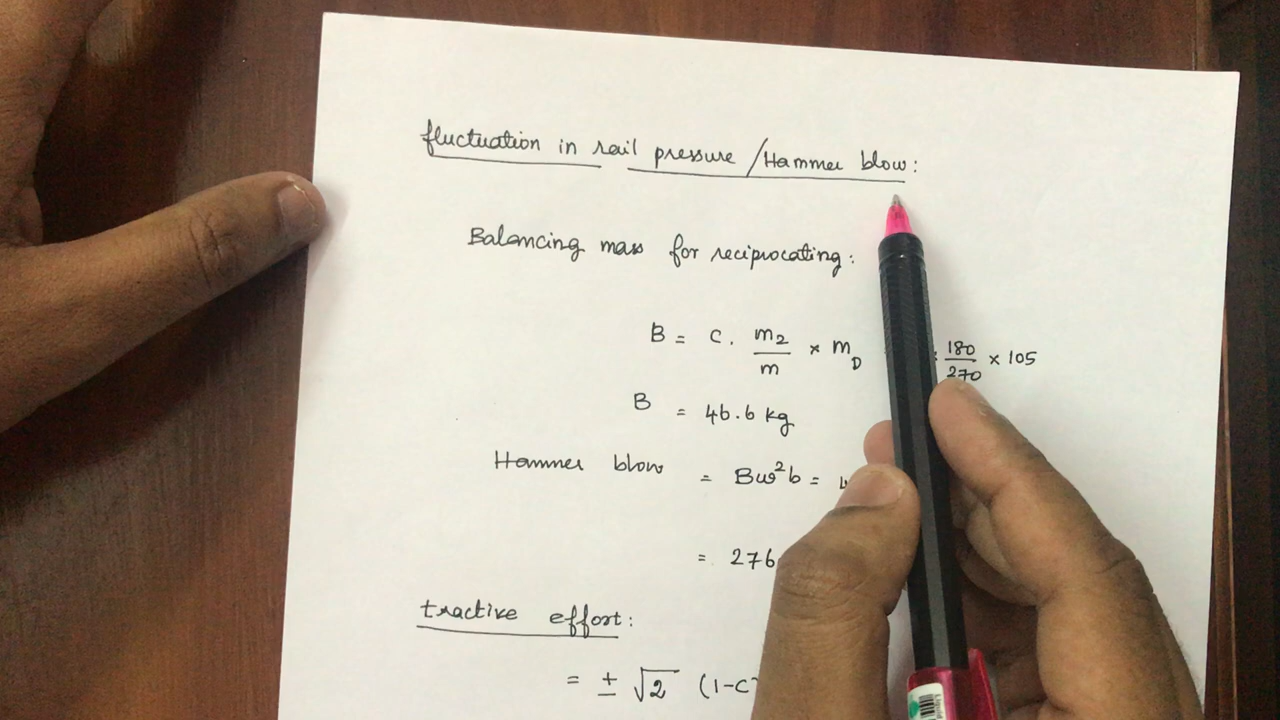 fluctuation in rail pressure / Hammer blow:
Balancing mass for reciprocating:
B = c. m2/m × mD 180/270 × 105
B = 46.6 kg
Hammer blow = Bω²b =
= 276
tractive effort:
= ± √2 (1-c)